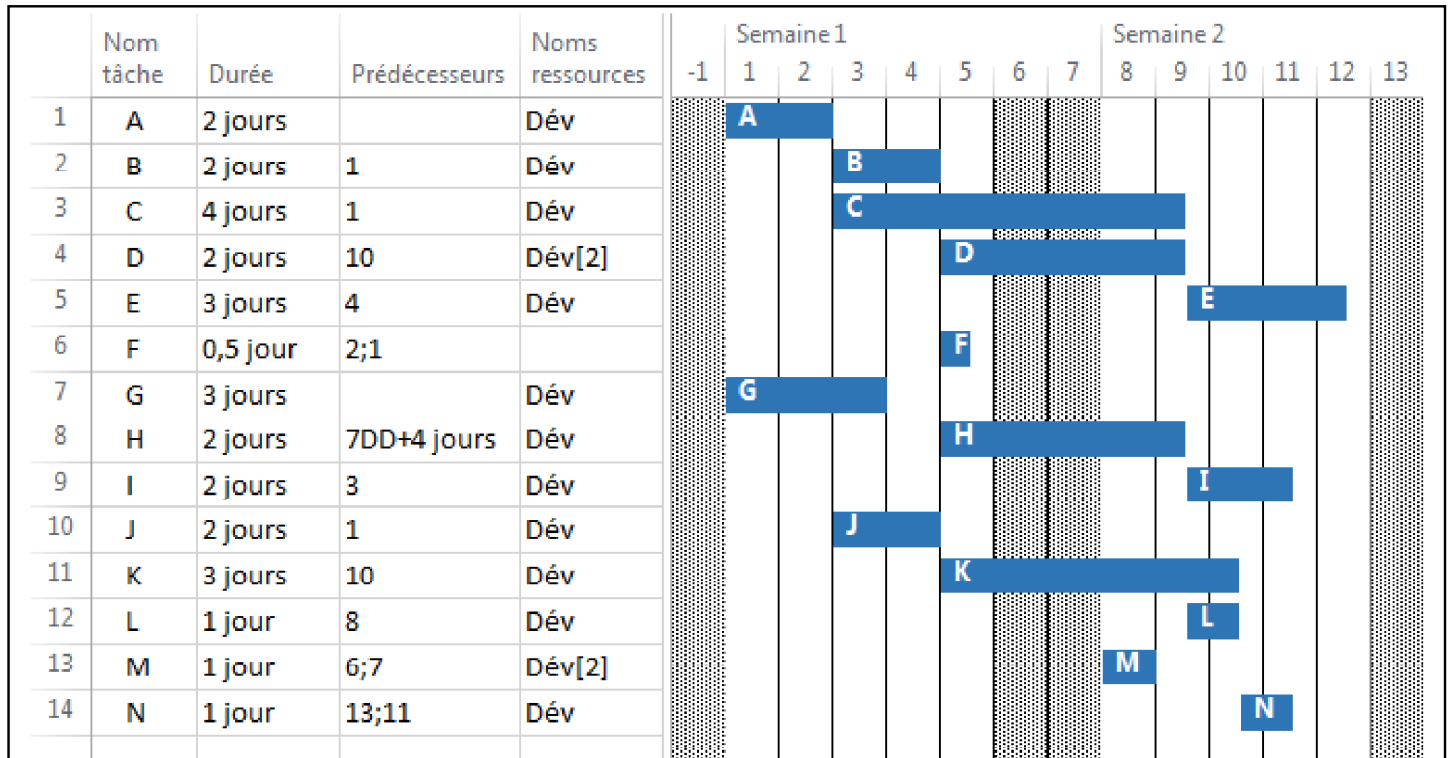 Nom tâche Durée Prédécesseurs Noms ressources
Semaine 1 Semaine 2
-1 1 2 3 4 5 6 7 8 9 10 11 12 13
1 A 2 jours Dév A
2 B 2 jours 1 Dév B
3 C 4 jours 1 Dév C
4 D 2 jours 10 Dév[2] D
5 E 3 jours 4 Dév E
6 F 0,5 jour 2;1 F
7 G 3 jours Dév G
8 H 2 jours 7DD+4 jours Dév H
9 I 2 jours 3 Dév I
10 J 2 jours 1 Dév J
11 K 3 jours 10 Dév K
12 L 1 jour 8 Dév L
13 M 1 jour 6;7 Dév[2] M
14 N 1 jour 13;11 Dév N